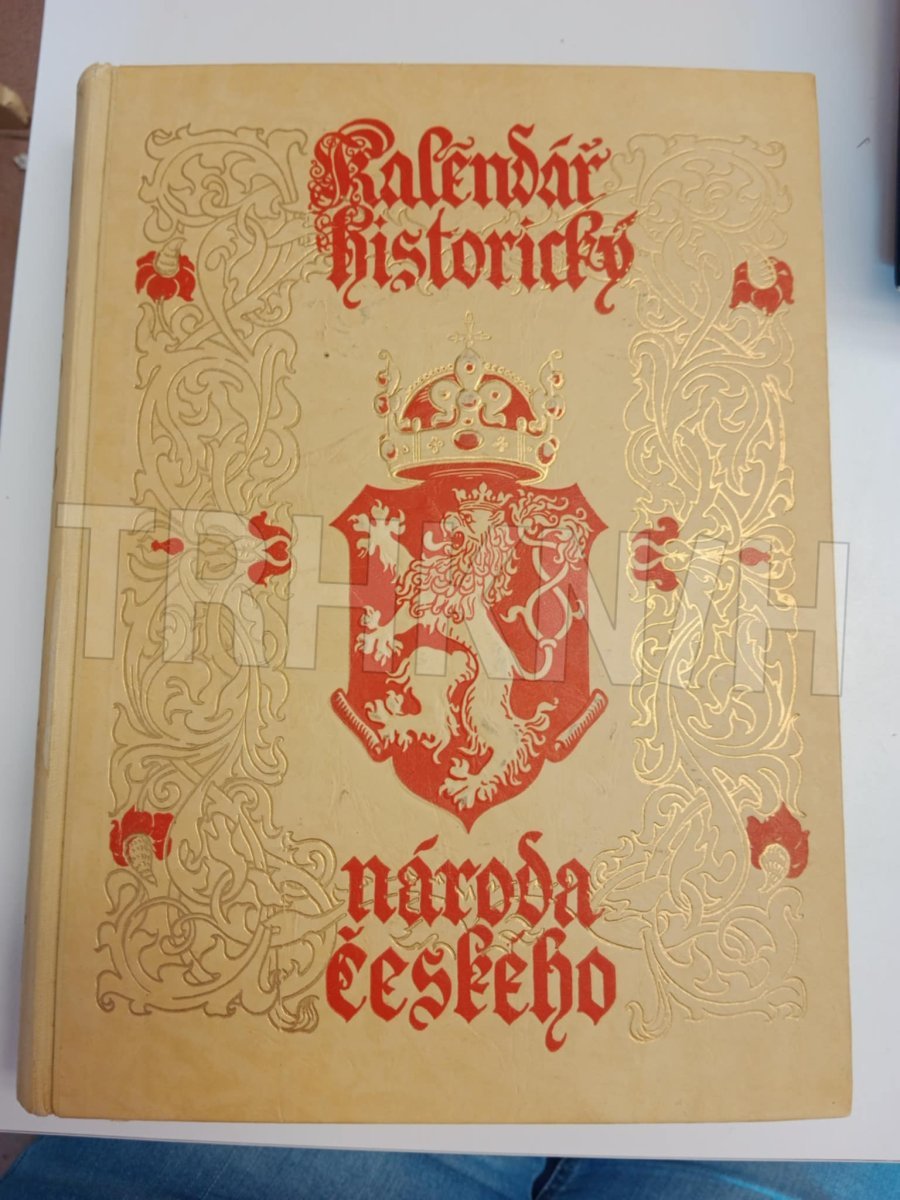 Kalendář
historický
TRHKNIH
národa
českého